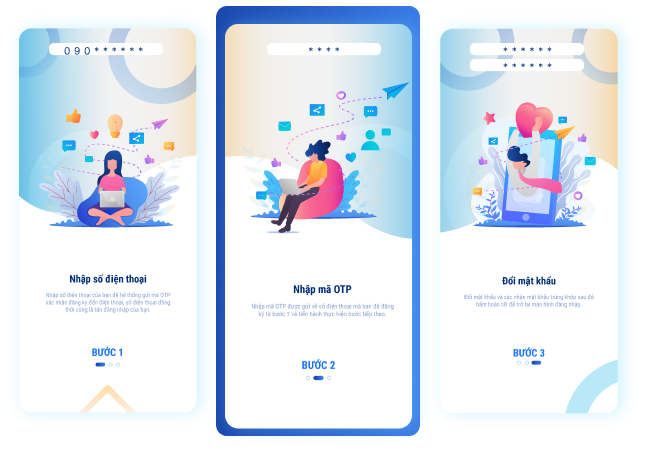 090******
Nhập số điện thoại
Nhập số điện thoại của bạn để hệ thống gửi mã OTP
xác nhận đăng ký đến điện thoại, số điện thoại đăng
thời cũng là tên đăng nhập của bạn.
BƯỚC 1
****
Nhập mã OTP
Nhập mã OTP được gửi về số điện thoại mà bạn đã đăng
ký từ bước 1 và tiến hành thực hiện bước tiếp theo.
BƯỚC 2
******
******
Đổi mật khẩu
Đổi mật khẩu và xác nhận mật khẩu trùng khớp sau đó
bấm hoàn tất để trở lại màn hình đăng nhập.
BƯỚC 3